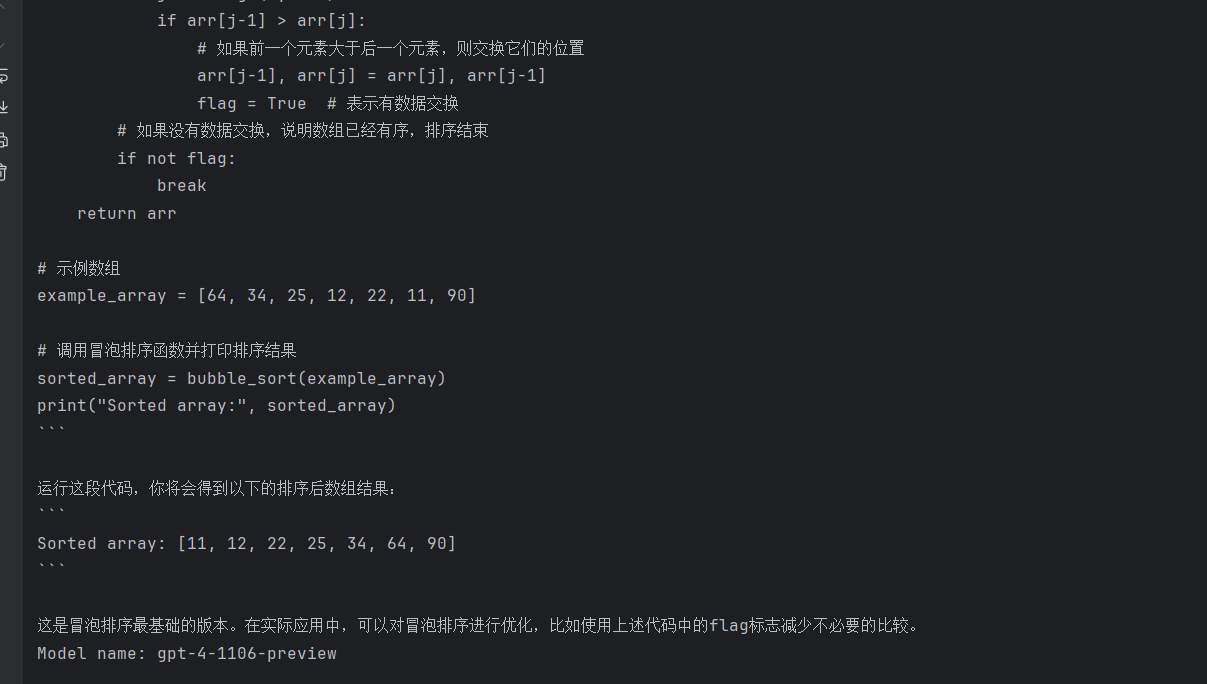 if arr[j-1] > arr[j]:
# 如果前一个元素大于后一个元素，则交换它们的位置
arr[j-1], arr[j] = arr[j], arr[j-1]
flag = True  # 表示有数据交换
# 如果没有数据交换，说明数组已经有序，排序结束
if not flag:
break
return arr
# 示例数组
example_array = [64, 34, 25, 12, 22, 11, 90]
# 调用冒泡排序函数并打印排序结果
sorted_array = bubble_sort(example_array)
print("Sorted array:", sorted_array)
```
运行这段代码，你将会得到以下的排序后数组结果：
```
Sorted array: [11, 12, 22, 25, 34, 64, 90]
```
这是冒泡排序最基础的版本。在实际应用中，可以对冒泡排序进行优化，比如使用上述代码中的flag标志减少不必要的比较。
Model name: gpt-4-1106-preview